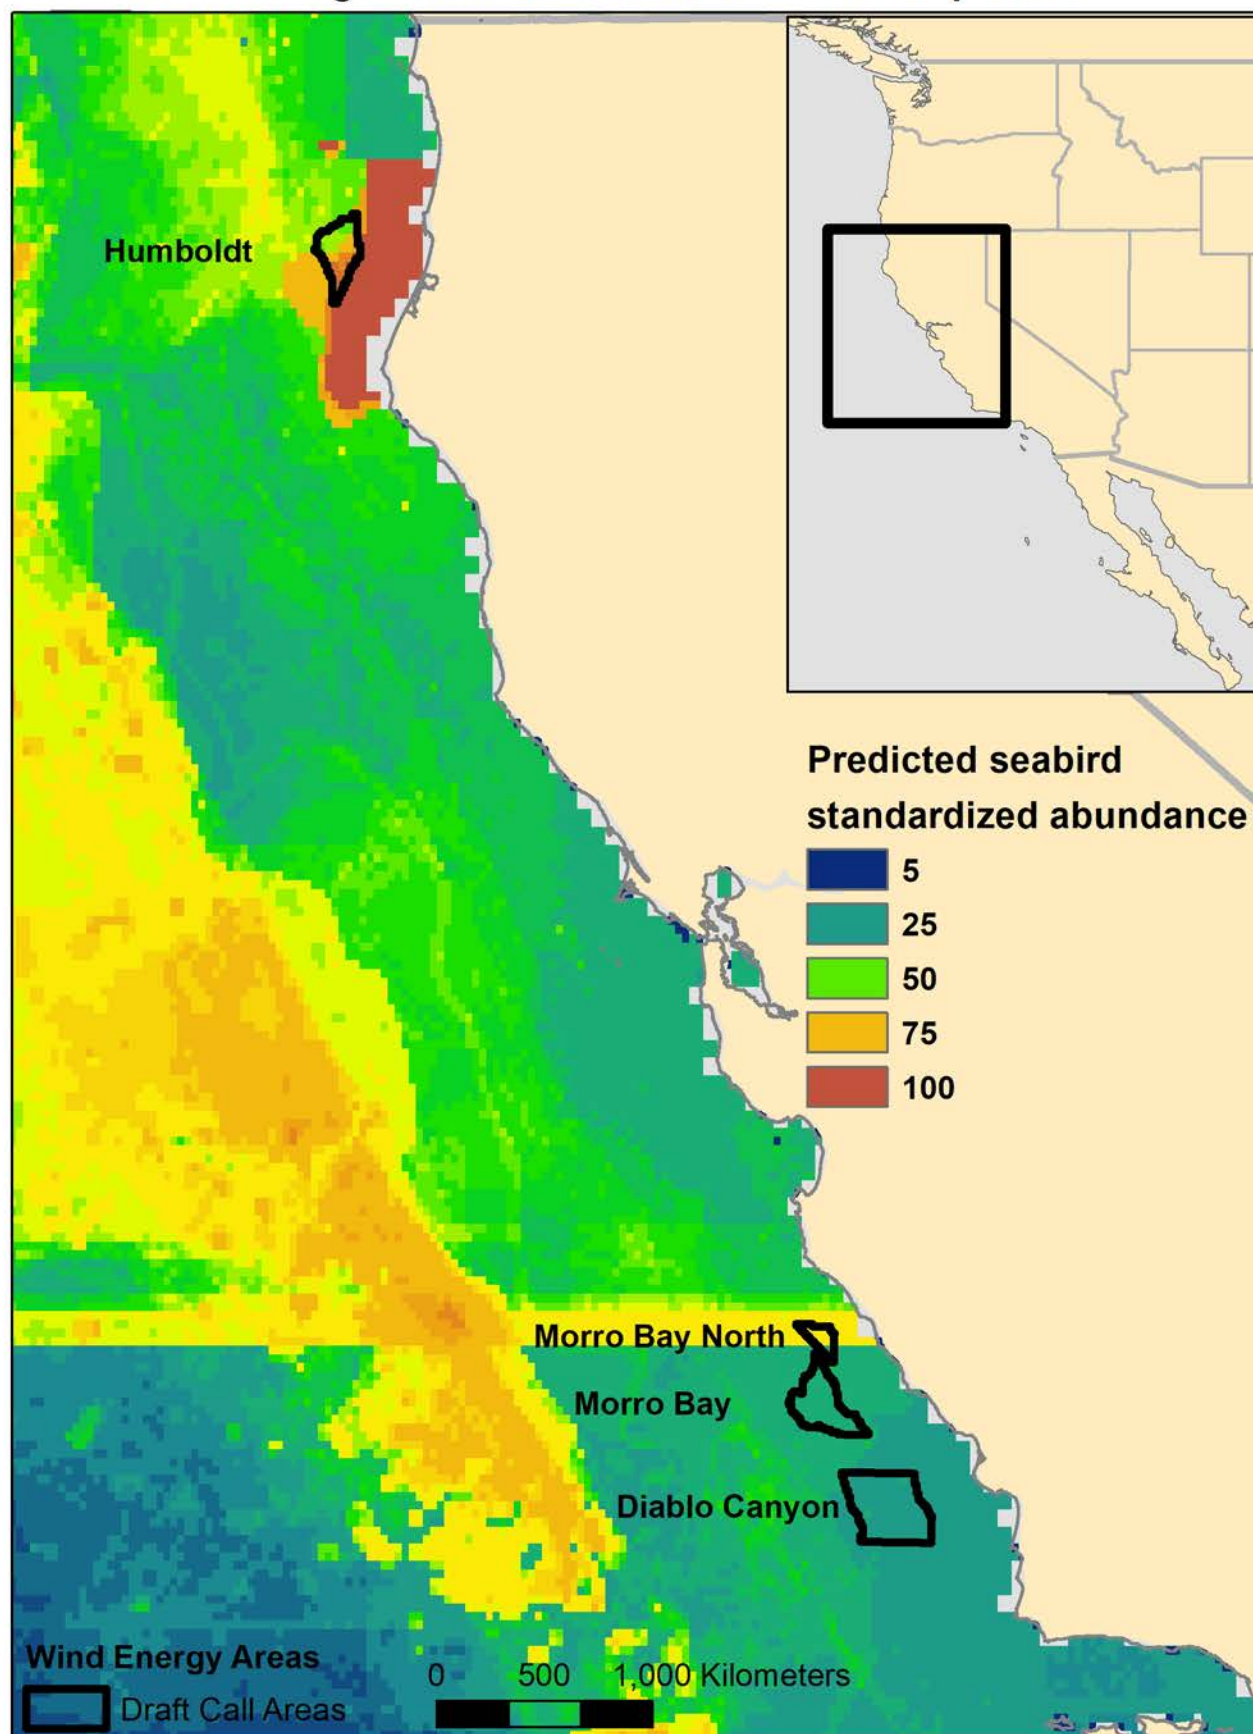 Humboldt
Predicted seabird
standardized abundance
5
25
50
75
100
Morro Bay North
Morro Bay
Diablo Canyon
Wind Energy Areas
Draft Call Areas
0 500 1,000 Kilometers